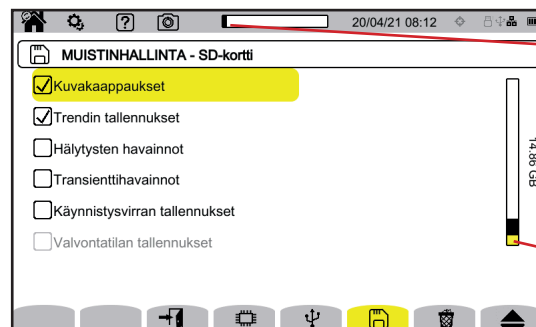 20/04/21 08:12
MUISTINHALLINTA - SD-kortti
Kuvakaappaukset
Trendin tallennukset
Hälytysten havainnot
Transienttihavainnot
Käynnistysvirran tallennukset
Valvontatilan tallennukset
14.86 GB